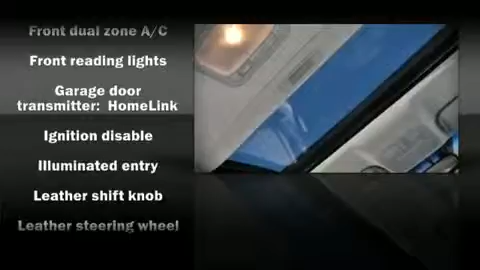 Front dual zone A/C
Front reading lights
Garage door
transmitter: HomeLink
Ignition disable
Illuminated entry
Leather shift knob
Leather steering wheel